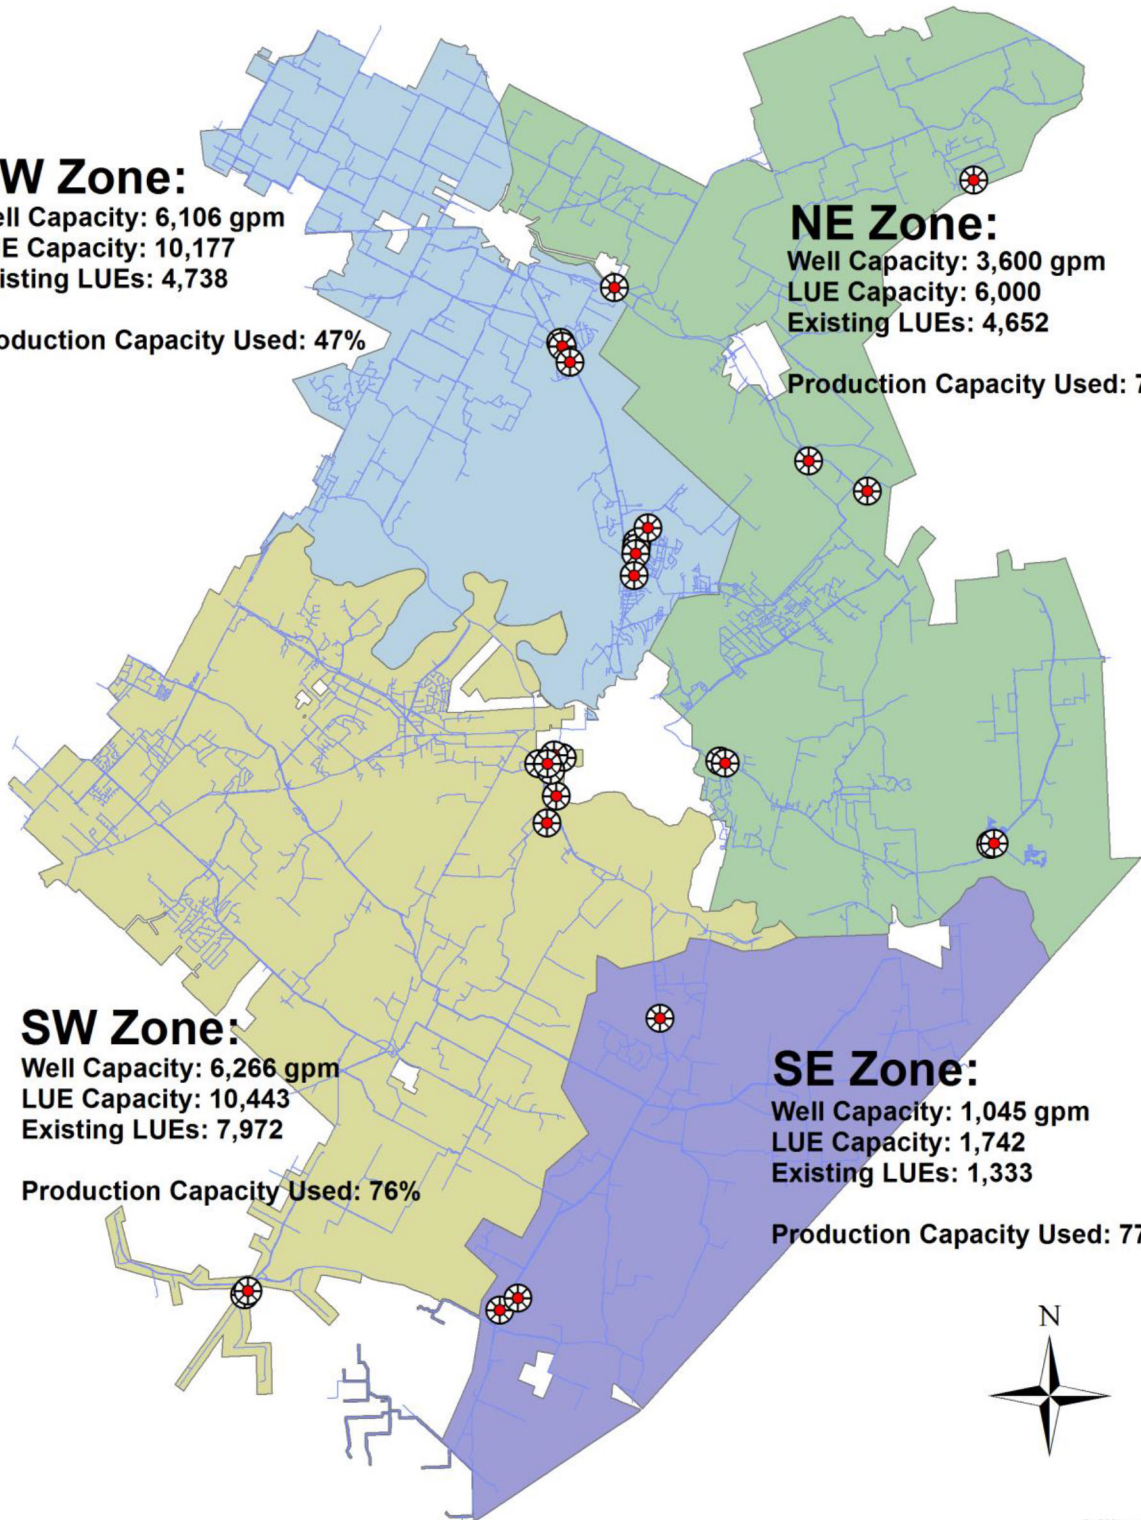 W Zone:
ell Capacity: 6,106 gpm
E Capacity: 10,177
isting LUEs: 4,738
oduction Capacity Used: 47%
NE Zone:
Well Capacity: 3,600 gpm
LUE Capacity: 6,000
Existing LUEs: 4,652
Production Capacity Used: 7
SW Zone:
Well Capacity: 6,266 gpm
LUE Capacity: 10,443
Existing LUEs: 7,972
Production Capacity Used: 76%
SE Zone:
Well Capacity: 1,045 gpm
LUE Capacity: 1,742
Existing LUEs: 1,333
Production Capacity Used: 77
N